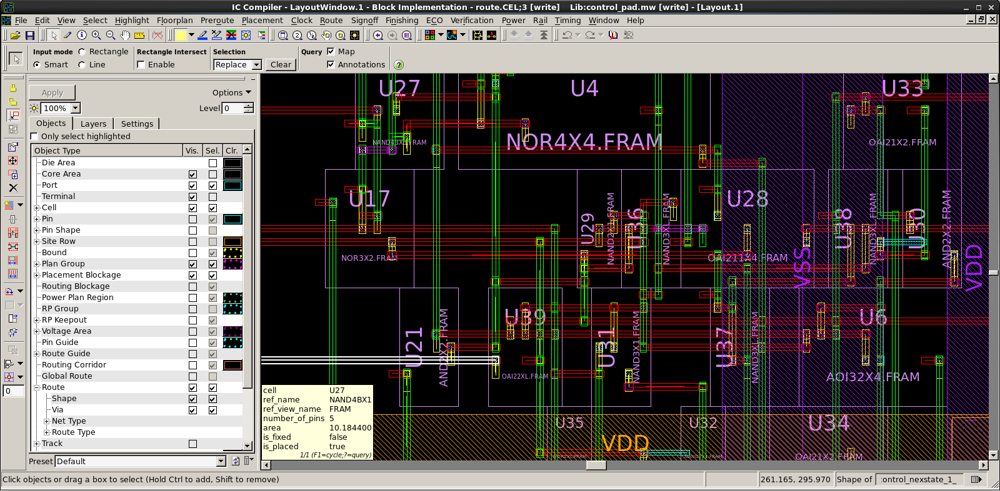 IC Compiler - LayoutWindow.1 - Block Implementation - route.CEL;3 [write]    Lib:control_pad.mw [write] - [Layout.1]
File Edit View Select Highlight Floorplan Preroute Placement Clock Route Signoff Finishing ECO Verification Power Rail Timing Window Help
Input mode Rectangle Rectangle Intersect Selection Query Map
Smart Line Enable Replace Clear Annotations
Apply Options
100% Level 0
Objects Layers Settings
Only select highlighted
Object Type Vis. Sel. Clr.
Die Area
Core Area
Port
Terminal
Cell
Pin
Pin Shape
Site Row
Bound
Plan Group
Placement Blockage
Routing Blockage
Power Plan Region
RP Group
RP Keepout
Voltage Area
Pin Guide
Route Guide
Routing Corridor
Global Route
Route
Shape
Via
Net Type
Route Type
Track
0
Preset Default
U27 U4 U33
NOR4X4.FRAM OAI21X2.FRAM
U17 U28
U29 NAND2X1.FRAM U36 NAND3XL.FRAM U38 NAND3XL.FRAM U30 AND2X2.FRAM
VSS VDD
U39 U6
U21 AND2X2.FRAM U31 NAND3X1.FRAM U37 NAND3XL.FRAM
OAI22XL.FRAM AOI32X4.FRAM
U35 U32 U34
VDD
cell U27
ref_name NAND4BX1
ref_view_name FRAM
number_of_pins 5
area 10.184400
is_fixed false
is_placed true
1/1 (F1=cycle;?=query)
Click objects or drag a box to select (Hold Ctrl to add, Shift to remove) 261.165, 295.970 Shape of :ontrol_nexstate_1_